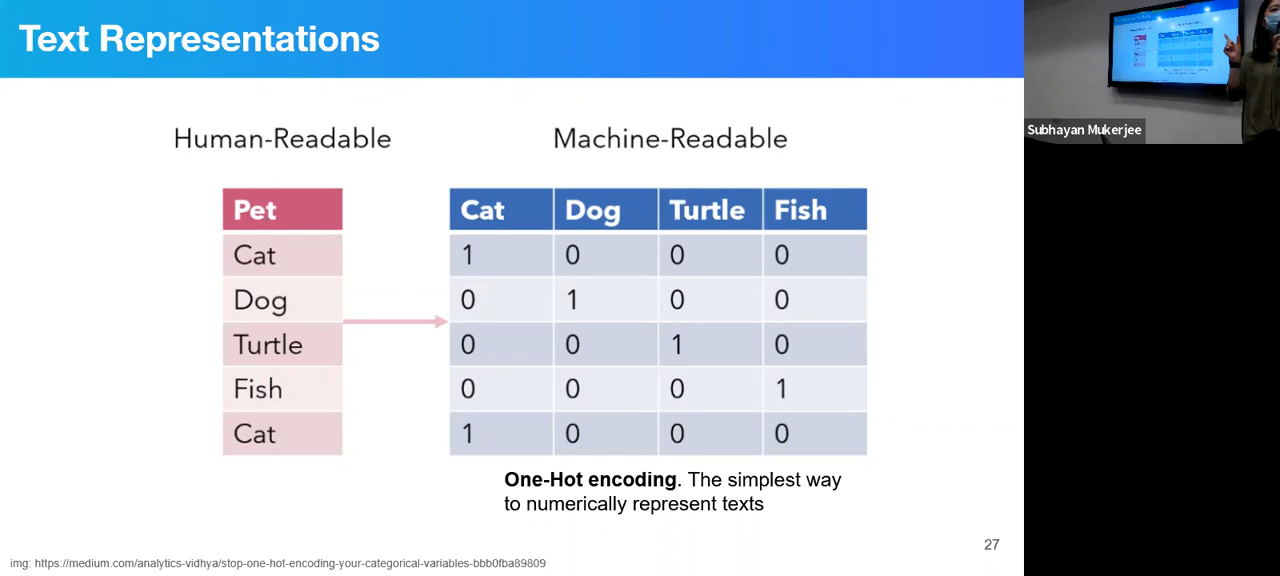 Text Representations
Human-Readable
Machine-Readable
Pet
Cat
Dog
Turtle
Fish
Cat
Cat Dog Turtle Fish
1 0 0 0
0 1 0 0
0 0 1 0
0 0 0 1
1 0 0 0
One-Hot encoding. The simplest way
to numerically represent texts
27
img: https://medium.com/analytics-vidhya/stop-one-hot-encoding-your-categorical-variables-bbb0fba89809
Subhayan Mukerjee